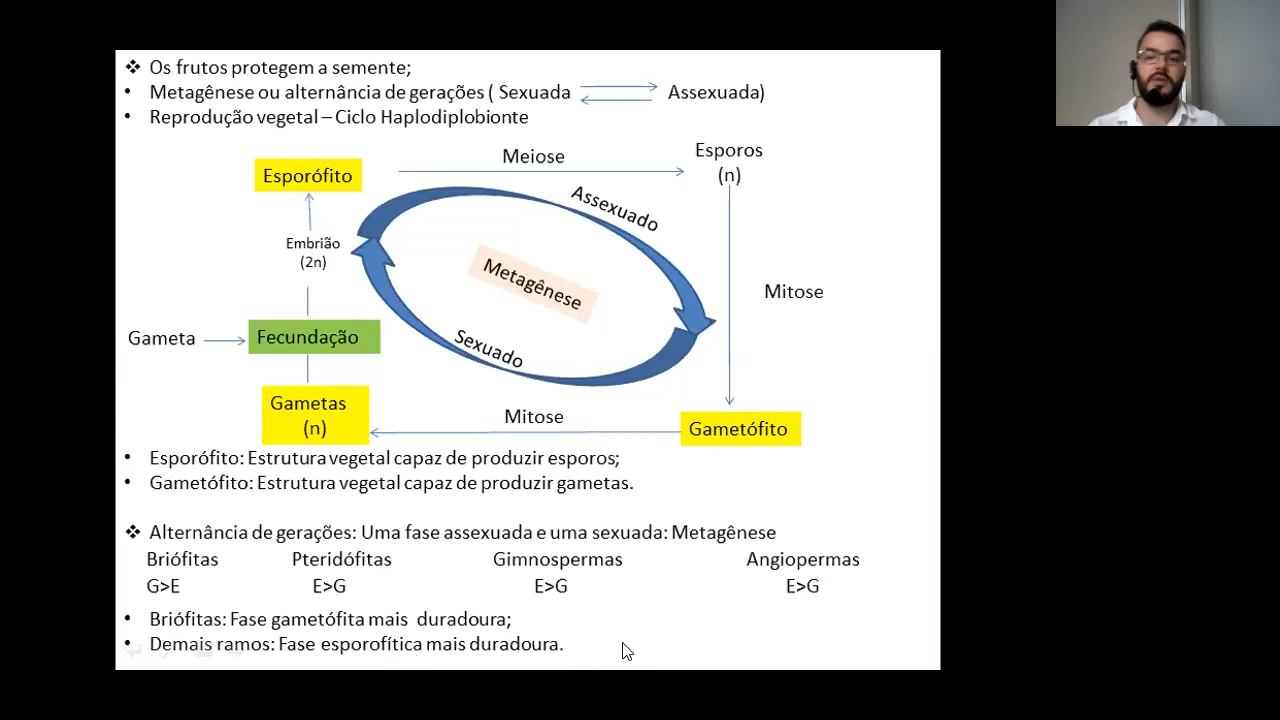 ❖ Os frutos protegem a semente;
• Metagênese ou alternância de gerações ( Sexuada Assexuada)
• Reprodução vegetal – Ciclo Haplodiplobionte
Meiose
Esporos
(n)
Esporófito
Assexuado
Embrião
(2n)
Metagênese
Mitose
Gameta
Fecundação
Sexuado
Gametas
(n)
Mitose
Gametófito
• Esporófito: Estrutura vegetal capaz de produzir esporos;
• Gametófito: Estrutura vegetal capaz de produzir gametas.
❖ Alternância de gerações: Uma fase assexuada e uma sexuada: Metagênese
Briófitas Pteridófitas Gimnospermas Angiopermas
G>E E>G E>G E>G
• Briófitas: Fase gametófita mais duradoura;
• Demais ramos: Fase esporofítica mais duradoura.